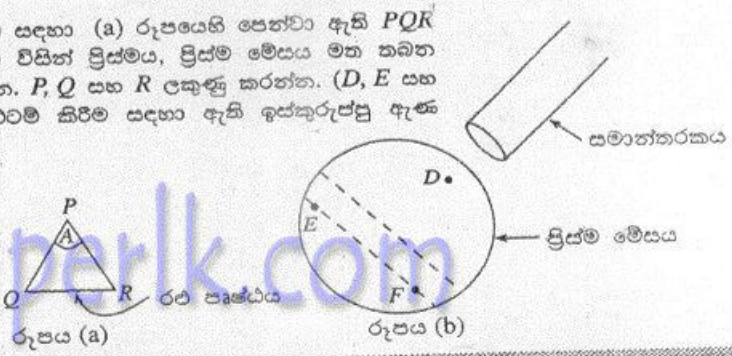 සඳහා (a) රූපයෙහි පෙන්වා ඇති PQR
විසින් ප්‍රිස්මය, ප්‍රිස්ම මේසය මත තබන
න. P, Q සහ R ලකුණු කරන්න. (D, E සහ
ටම් කිරීම සඳහා ඇති ඉස්කුරුප්පු ඇණ
සමාන්තරකය
D
P
A
E
ප්‍රිස්ම මේසය
Q
R
රළු පෘෂ්ඨය
F
රූපය (a)
රූපය (b)
perlk.com